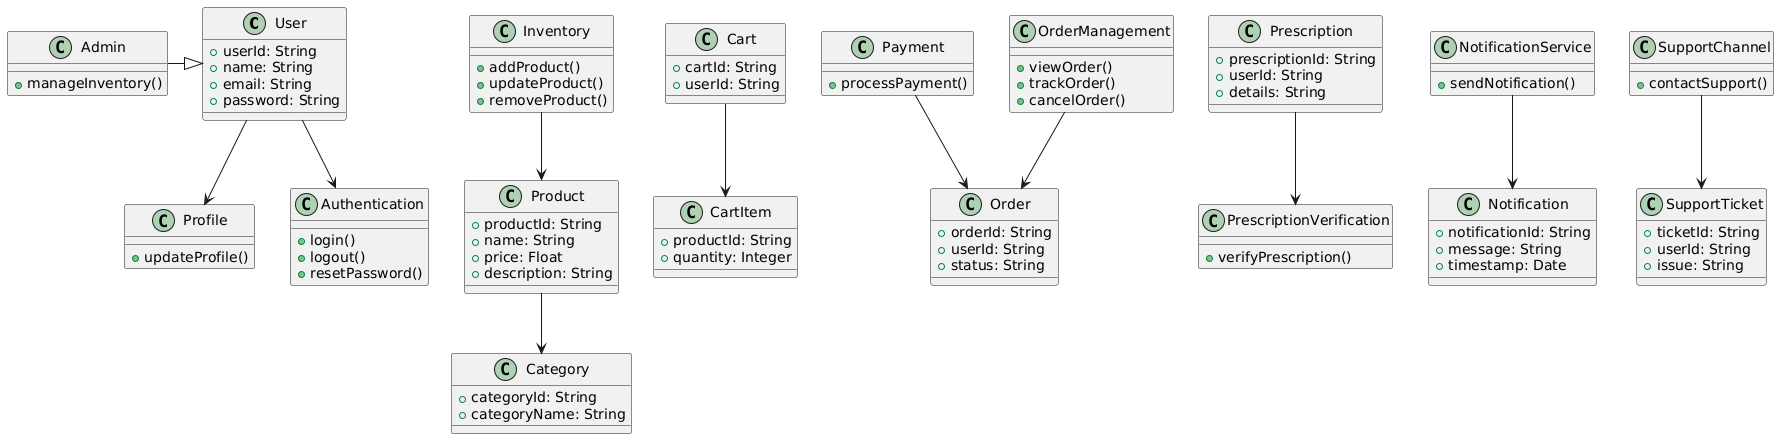 C Admin
+ manageInventory()
C User
+ userId: String
+ name: String
+ email: String
+ password: String
C Inventory
+ addProduct()
+ updateProduct()
+ removeProduct()
C Cart
+ cartId: String
+ userId: String
C Payment
+ processPayment()
C OrderManagement
+ viewOrder()
+ trackOrder()
+ cancelOrder()
C Prescription
+ prescriptionId: String
+ userId: String
+ details: String
C NotificationService
+ sendNotification()
C SupportChannel
+ contactSupport()
C Profile
+ updateProfile()
C Authentication
+ login()
+ logout()
+ resetPassword()
C Product
+ productId: String
+ name: String
+ price: Float
+ description: String
C CartItem
+ productId: String
+ quantity: Integer
C Order
+ orderId: String
+ userId: String
+ status: String
C PrescriptionVerification
+ verifyPrescription()
C Notification
+ notificationId: String
+ message: String
+ timestamp: Date
C SupportTicket
+ ticketId: String
+ userId: String
+ issue: String
C Category
+ categoryId: String
+ categoryName: String